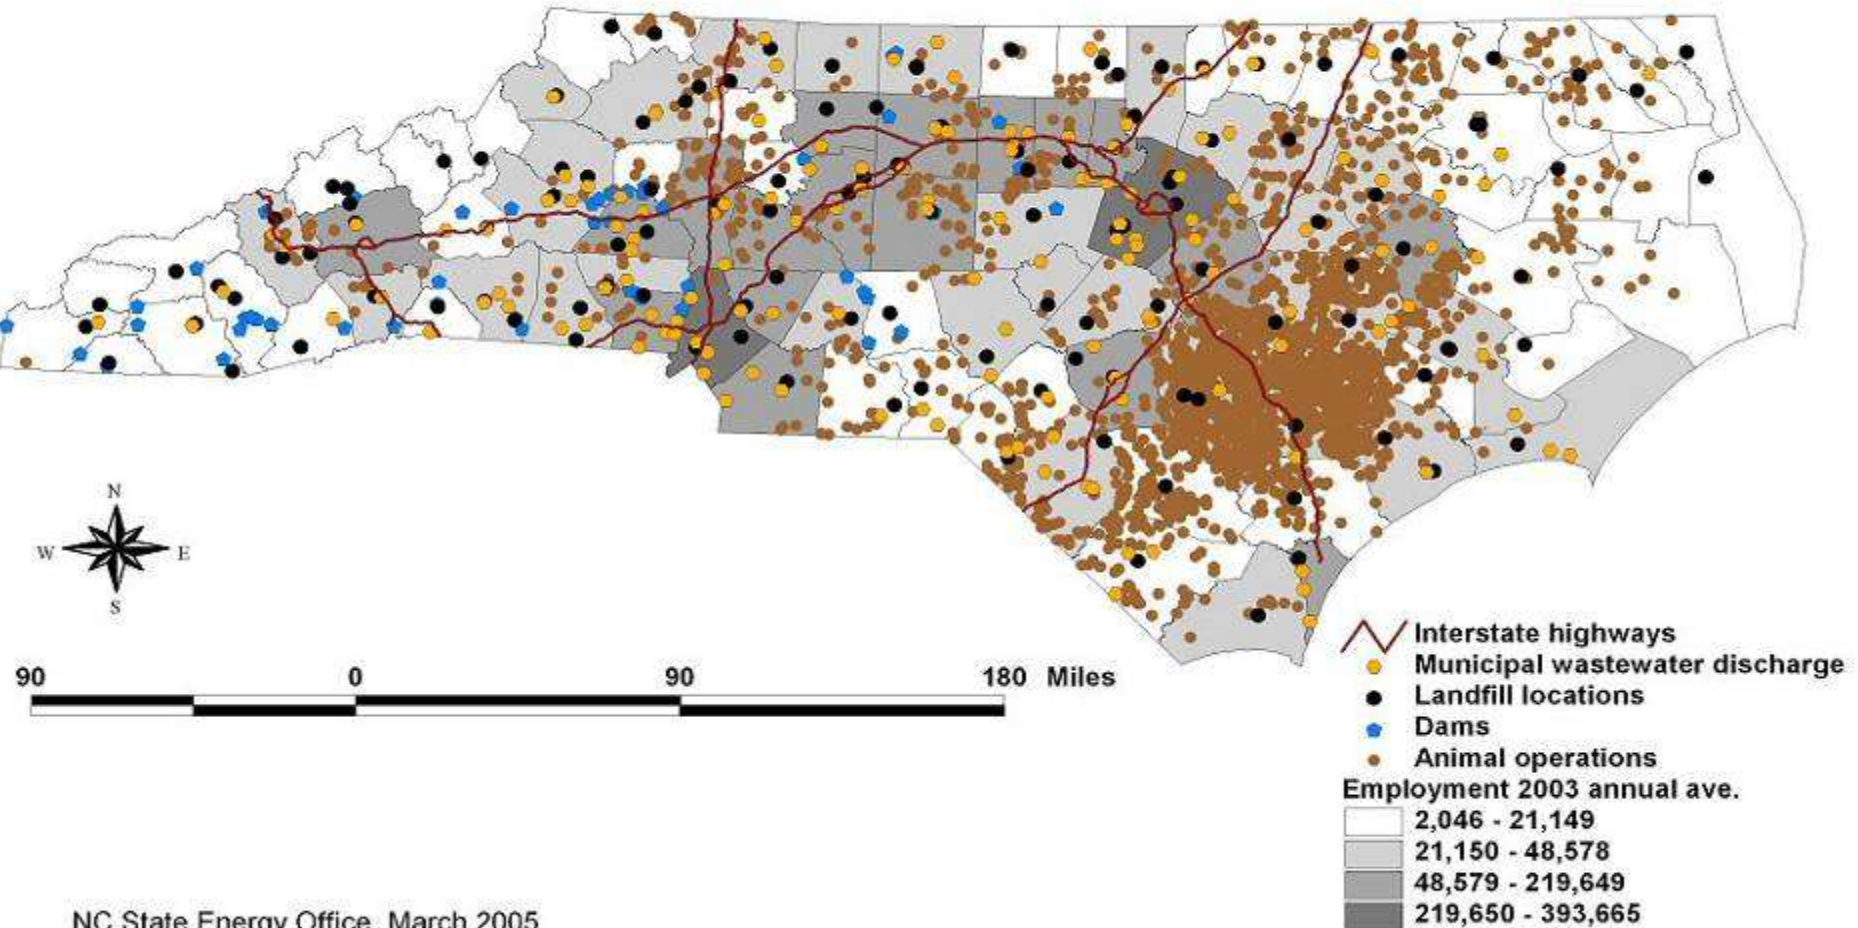 N
W E
S
90 0 90 180 Miles
Interstate highways
Municipal wastewater discharge
Landfill locations
Dams
Animal operations
Employment 2003 annual ave.
2,046 - 21,149
21,150 - 48,578
48,579 - 219,649
219,650 - 393,665
NC State Energy Office, March 2005